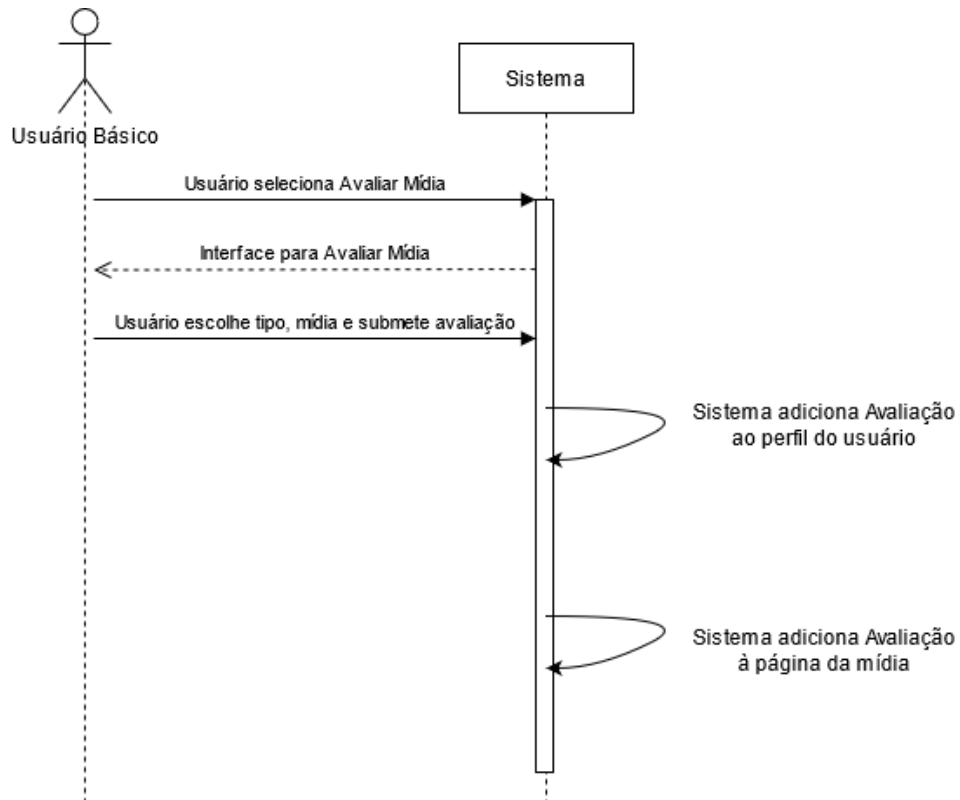 Sistema
Usuário Básico
Usuário seleciona Avaliar Mídia
Interface para Avaliar Mídia
Usuário escolhe tipo, mídia e submete avaliação
Sistema adiciona Avaliação
ao perfil do usuário
Sistema adiciona Avaliação
à página da mídia